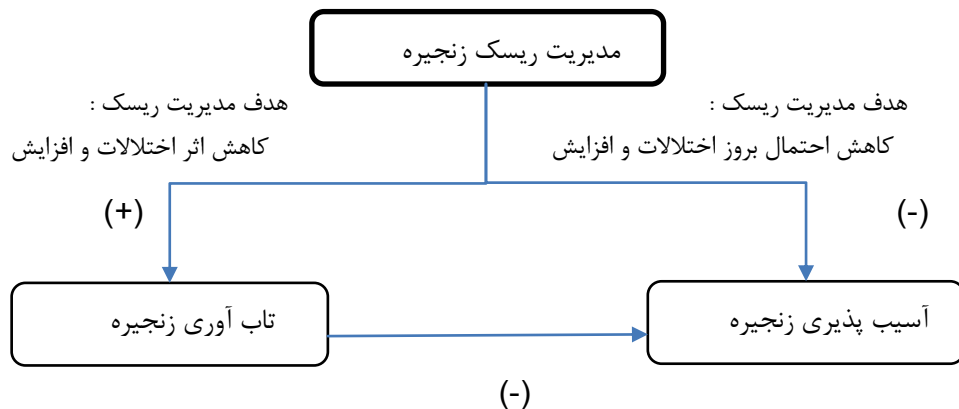 مدیریت ریسک زنجیره
هدف مدیریت ریسک :
کاهش احتمال بروز اختلالات و افزایش
هدف مدیریت ریسک :
کاهش اثر اختلالات و افزایش
(-)
(+)
آسیب پذیری زنجیره
تاب آوری زنجیره
(-)